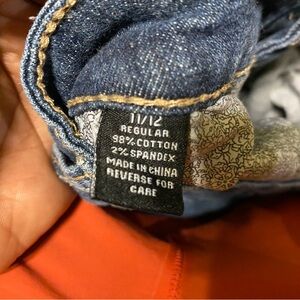 11/12
REGULAR
98% COTTON
2% SPANDEX
MADE IN CHINA
REVERSE FOR
CARE